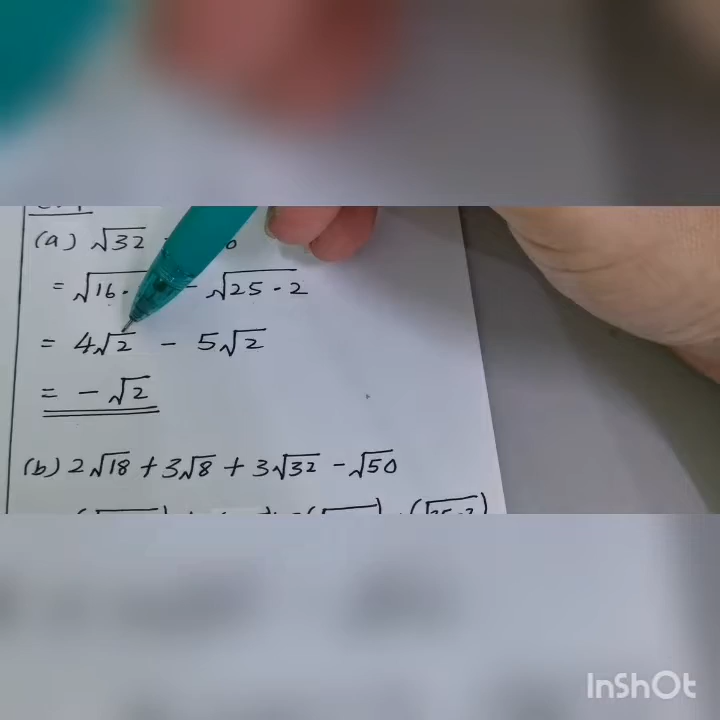 (a) √32
= √16 · - √25 · 2
= 4√2 - 5√2
= -√2
(b) 2√18 + 3√8 + 3√32 - √50
InShOt